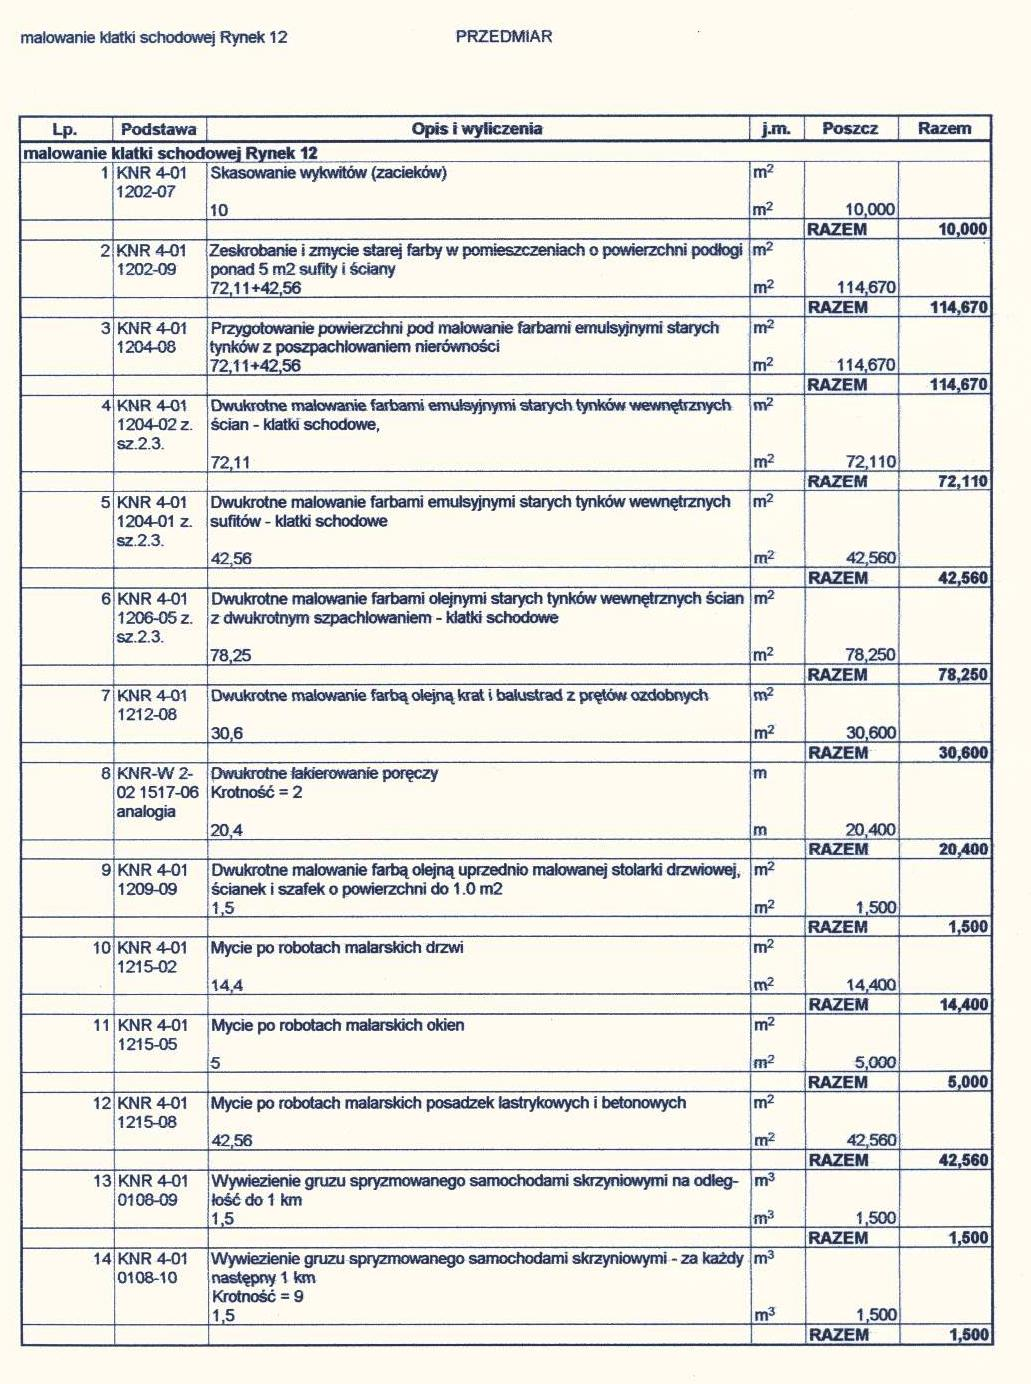 malowanie klatki schodowej Rynek 12 PRZEDMIAR
Lp. Podstawa Opis i wyliczenia j.m. Poszcz Razem
malowanie klatki schodowej Rynek 12
1 KNR 4-01 Skasowanie wykwitów (zacieków) m2
1202-07
10 m2 10,000
RAZEM 10,000
2 KNR 4-01 Zeskrobanie i zmycie starej farby w pomieszczeniach o powierzchni podłogi m2
1202-09 ponad 5 m2 sufity i ściany
72,11+42,56 m2 114,670
RAZEM 114,670
3 KNR 4-01 Przygotowanie powierzchni pod malowanie farbami emulsyjnymi starych m2
1204-08 tynków z poszpachlowaniem nierówności
72,11+42,56 m2 114,670
RAZEM 114,670
4 KNR 4-01 Dwukrotne malowanie farbami emulsyjnymi starych tynków wewnętrznych m2
1204-02 z. ścian - klatki schodowe,
sz.2.3.
72,11 m2 72,110
RAZEM 72,110
5 KNR 4-01 Dwukrotne malowanie farbami emulsyjnymi starych tynków wewnętrznych m2
1204-01 z. sufitów - klatki schodowe
sz.2.3.
42,56 m2 42,560
RAZEM 42,560
6 KNR 4-01 Dwukrotne malowanie farbami olejnymi starych tynków wewnętrznych ścian m2
1206-05 z. z dwukrotnym szpachlowaniem - klatki schodowe
sz.2.3.
78,25 m2 78,250
RAZEM 78,250
7 KNR 4-01 Dwukrotne malowanie farbą olejną krat i balustrad z prętów ozdobnych m2
1212-08
30,6 m2 30,600
RAZEM 30,600
8 KNR-W 2- Dwukrotne lakierowanie poręczy m
02 1517-06 Krotność = 2
analogia
20,4 m 20,400
RAZEM 20,400
9 KNR 4-01 Dwukrotne malowanie farbą olejną uprzednio malowanej stolarki drzwiowej, m2
1209-09 ścianek i szafek o powierzchni do 1.0 m2
1,5 m2 1,500
RAZEM 1,500
10 KNR 4-01 Mycie po robotach malarskich drzwi m2
1215-02
14,4 m2 14,400
RAZEM 14,400
11 KNR 4-01 Mycie po robotach malarskich okien m2
1215-05
5 m2 5,000
RAZEM 5,000
12 KNR 4-01 Mycie po robotach malarskich posadzek lastrykowych i betonowych m2
1215-08
42,56 m2 42,560
RAZEM 42,560
13 KNR 4-01 Wywiezienie gruzu spryzmowanego samochodami skrzyniowymi na odleg- m3
0108-09 łość do 1 km
1,5 m3 1,500
RAZEM 1,500
14 KNR 4-01 Wywiezienie gruzu spryzmowanego samochodami skrzyniowymi - za każdy m3
0108-10 następny 1 km
Krotność = 9
1,5 m3 1,500
RAZEM 1,500